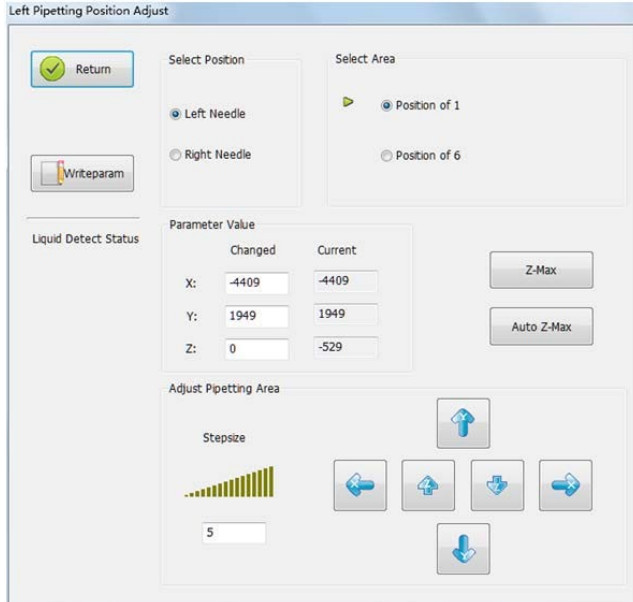 Left Pipetting Position Adjust
Return
Writeparam
Liquid Detect Status
Select Position
Left Needle
Right Needle
Select Area
Position of 1
Position of 6
Parameter Value
Changed Current
X: -4409 -4409
Y: 1949 1949
Z: 0 -529
Z-Max
Auto Z-Max
Adjust Pipetting Area
Stepsize
5
Y
X Z Z X
Y